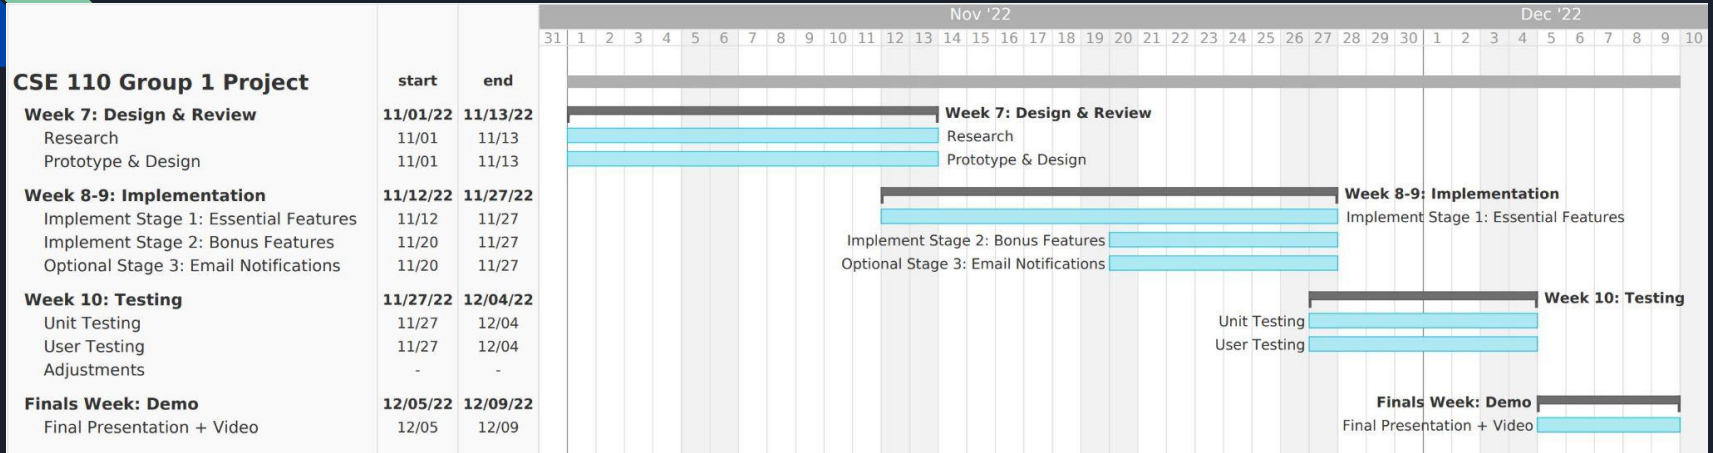 Nov '22 Dec '22
31 1 2 3 4 5 6 7 8 9 10 11 12 13 14 15 16 17 18 19 20 21 22 23 24 25 26 27 28 29 30 1 2 3 4 5 6 7 8 9 10
CSE 110 Group 1 Project start end
Week 7: Design & Review 11/01/22 11/13/22 Week 7: Design & Review
Research 11/01 11/13 Research
Prototype & Design 11/01 11/13 Prototype & Design
Week 8-9: Implementation 11/12/22 11/27/22 Week 8-9: Implementation
Implement Stage 1: Essential Features 11/12 11/27 Implement Stage 1: Essential Features
Implement Stage 2: Bonus Features 11/20 11/27 Implement Stage 2: Bonus Features
Optional Stage 3: Email Notifications 11/20 11/27 Optional Stage 3: Email Notifications
Week 10: Testing 11/27/22 12/04/22 Week 10: Testing
Unit Testing 11/27 12/04 Unit Testing
User Testing 11/27 12/04 User Testing
Adjustments - -
Finals Week: Demo 12/05/22 12/09/22 Finals Week: Demo
Final Presentation + Video 12/05 12/09 Final Presentation + Video